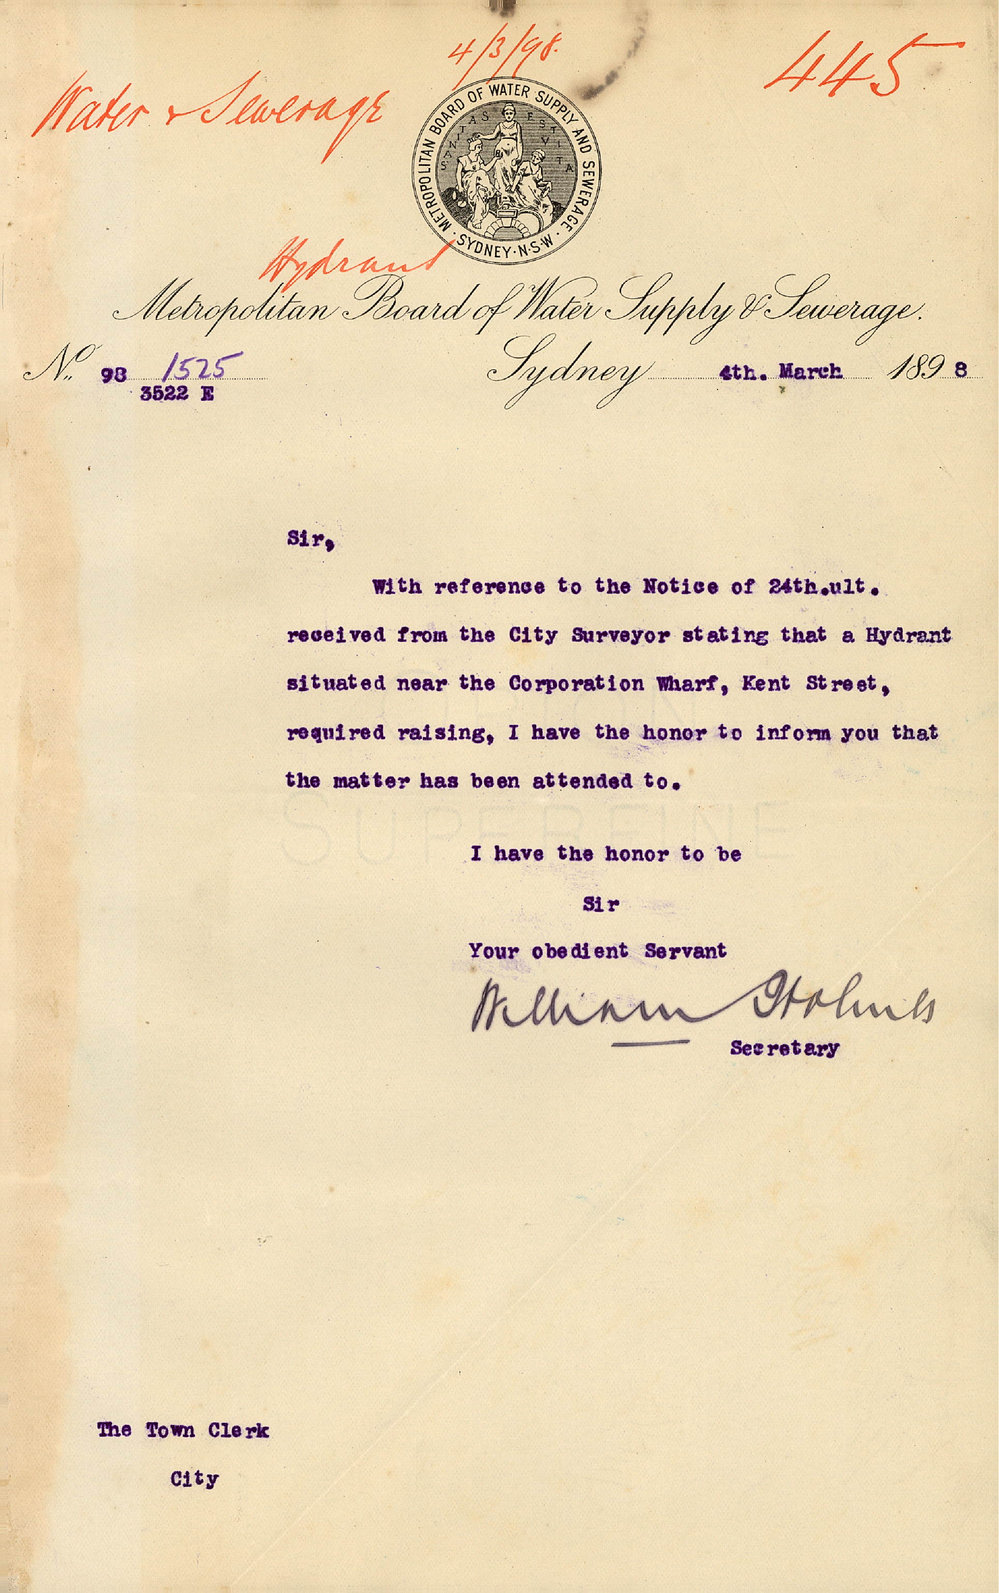 4/3/98.
445
Water & Sewerage
METROPOLITAN BOARD OF WATER SUPPLY AND SEWERAGE.
SANITAS EST VITA
· SYDNEY · N · S · W ·
Hydrant
Metropolitan Board of Water Supply & Sewerage.
No. 98 1525
Sydney 4th. March 1898
3522 E
Sir,
With reference to the Notice of 24th.ult.
received from the City Surveyor stating that a Hydrant
situated near the Corporation Wharf, Kent Street,
required raising, I have the honor to inform you that
the matter has been attended to.
SUPERFINE
I have the honor to be
Sir
Your obedient Servant
William Holmes
Secretary
The Town Clerk
City